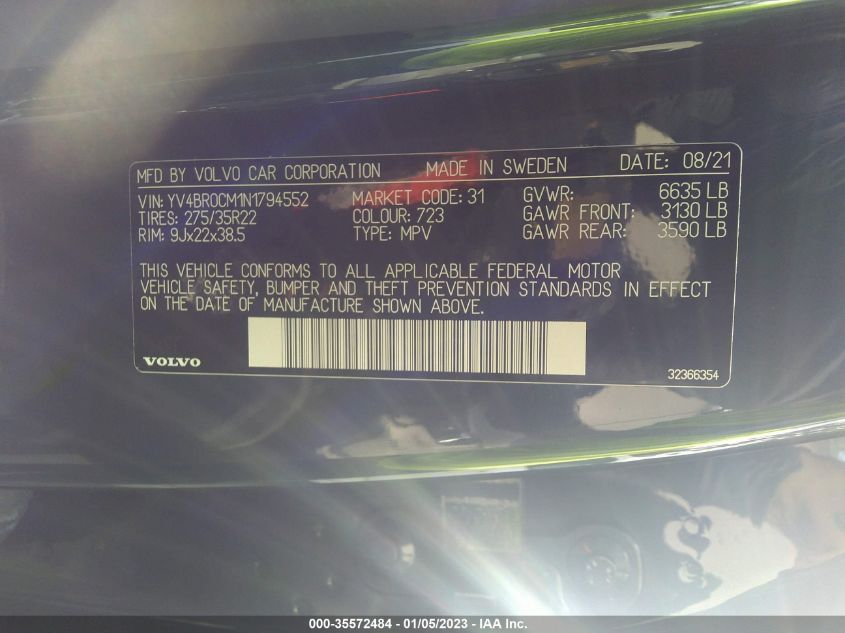 MFD BY VOLVO CAR CORPORATION MADE IN SWEDEN DATE: 08/21
VIN: YV4BR0CM1N1794552 MARKET CODE: 31 GVWR: 6635 LB
TIRES: 275/35R22 COLOUR: 723 GAWR FRONT: 3130 LB
RIM: 9Jx22x38.5 TYPE: MPV GAWR REAR: 3590 LB
THIS VEHICLE CONFORMS TO ALL APPLICABLE FEDERAL MOTOR
VEHICLE SAFETY, BUMPER AND THEFT PREVENTION STANDARDS IN EFFECT
ON THE DATE OF MANUFACTURE SHOWN ABOVE.
VOLVO 32366354
000-35572484 - 01/05/2023 - IAA Inc.